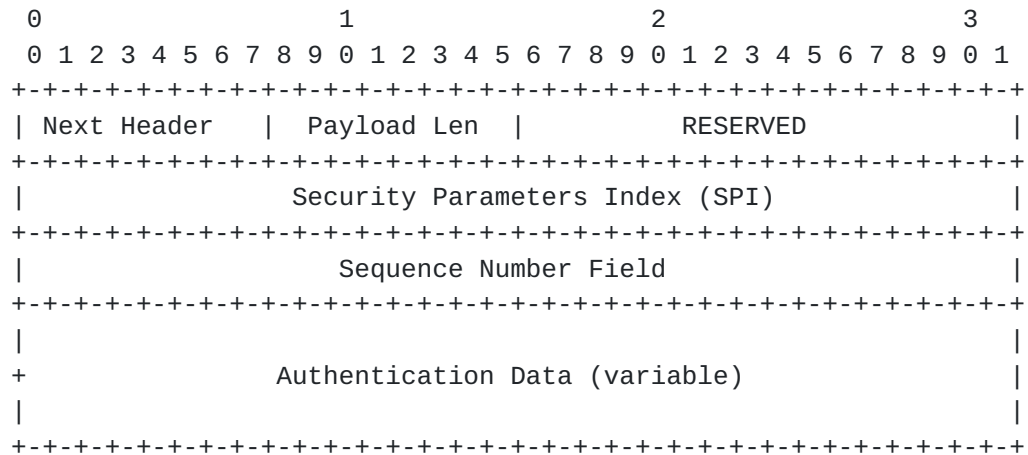 0                   1                   2                   3
 0 1 2 3 4 5 6 7 8 9 0 1 2 3 4 5 6 7 8 9 0 1 2 3 4 5 6 7 8 9 0 1
+-+-+-+-+-+-+-+-+-+-+-+-+-+-+-+-+-+-+-+-+-+-+-+-+-+-+-+-+-+-+-+-+
| Next Header   |  Payload Len  |          RESERVED             |
+-+-+-+-+-+-+-+-+-+-+-+-+-+-+-+-+-+-+-+-+-+-+-+-+-+-+-+-+-+-+-+-+
|                 Security Parameters Index (SPI)               |
+-+-+-+-+-+-+-+-+-+-+-+-+-+-+-+-+-+-+-+-+-+-+-+-+-+-+-+-+-+-+-+-+
|                    Sequence Number Field                      |
+-+-+-+-+-+-+-+-+-+-+-+-+-+-+-+-+-+-+-+-+-+-+-+-+-+-+-+-+-+-+-+-+
|                                                               |
+                Authentication Data (variable)                 |
|                                                               |
+-+-+-+-+-+-+-+-+-+-+-+-+-+-+-+-+-+-+-+-+-+-+-+-+-+-+-+-+-+-+-+-+